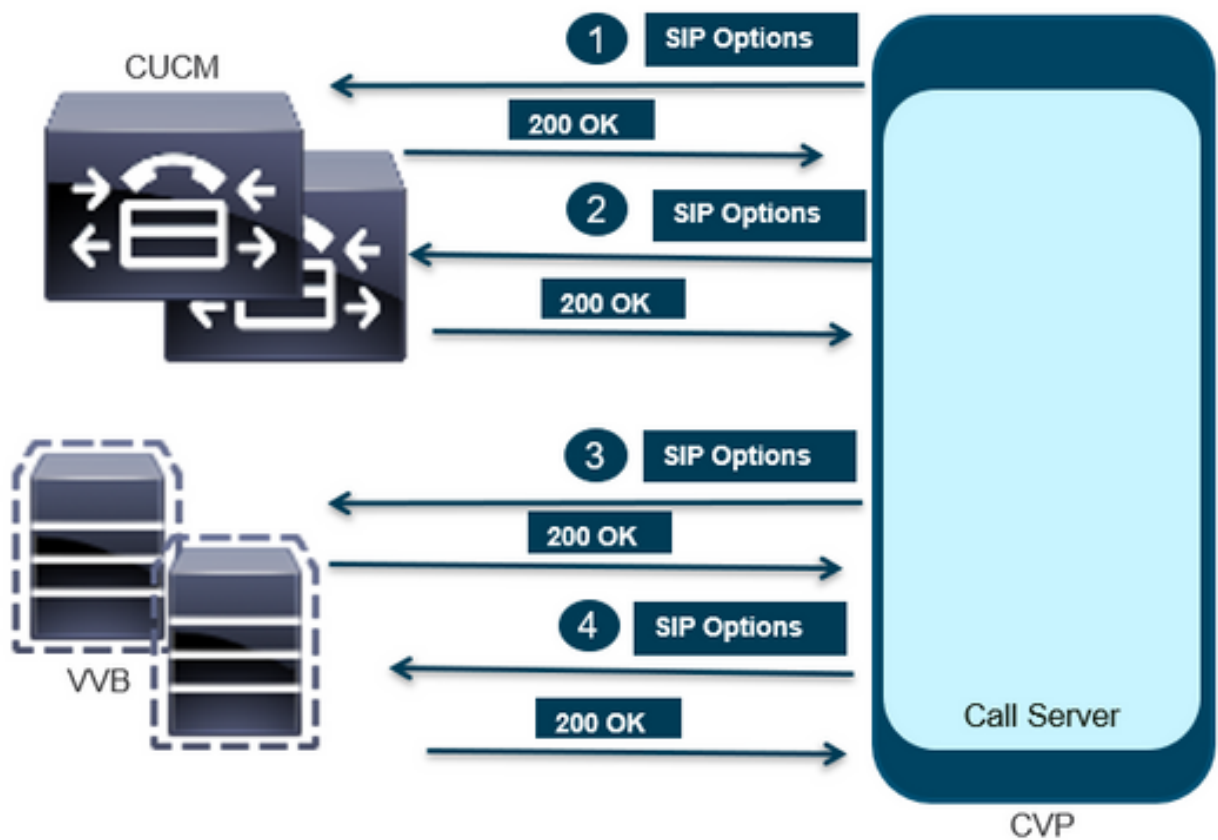 1 SIP Options
CUCM
200 OK
2 SIP Options
200 OK
3 SIP Options
200 OK
4 SIP Options
VVB
200 OK
Call Server
CVP